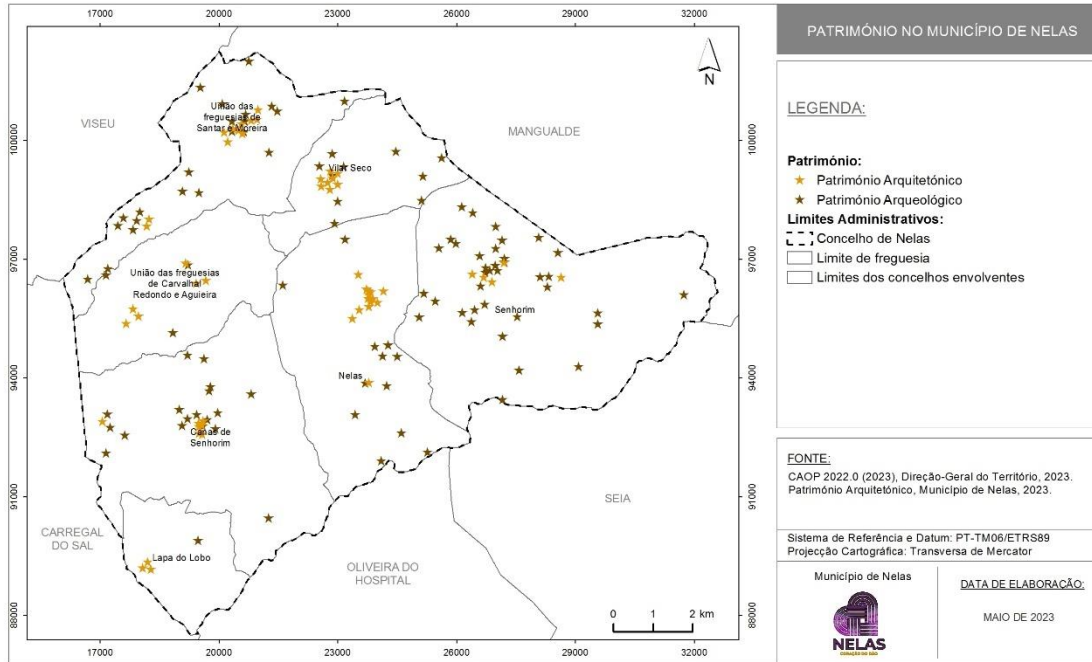 17000 20000 23000 26000 29000 32000
PATRIMÓNIO NO MUNICÍPIO DE NELAS
N
VISEU
União das
freguesias de
Santar e Moreira
MANGUALDE
Vilar Seco
100000
100000
97000
97000
União das freguesias
de Carvalhal
Redondo e Aguieira
Senhorim
94000
94000
Nelas
Canas de
Senhorim
91000
91000
SEIA
CARREGAL
DO SAL
Lapa do Lobo
OLIVEIRA DO
HOSPITAL
88000
88000
0 1 2 km
17000 20000 23000 26000 29000 32000
LEGENDA:
Património:
Património Arquitetónico
Património Arqueológico
Limites Administrativos:
Concelho de Nelas
Limite de freguesia
Limites dos concelhos envolventes
FONTE:
CAOP 2022.0 (2023), Direção-Geral do Território, 2023.
Património Arquitetónico, Município de Nelas, 2023.
Sistema de Referência e Datum: PT-TM06/ETRS89
Projecção Cartográfica: Transversa de Mercator
Município de Nelas
NELAS
CORAÇÃO DO DÃO
DATA DE ELABORAÇÃO:
MAIO DE 2023